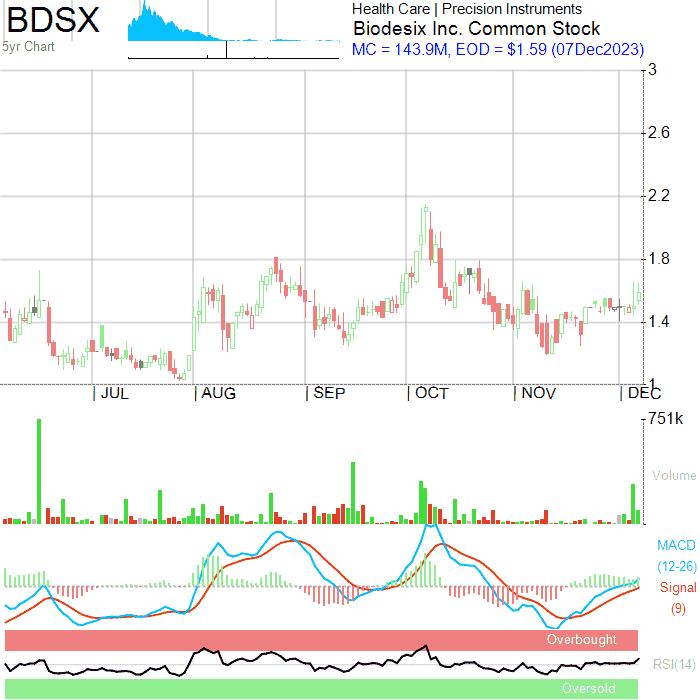 BDSX
5yr Chart
Health Care | Precision Instruments
Biodesix Inc. Common Stock
MC = 143.9M, EOD = $1.59 (07Dec2023)
3
2.6
2.2
1.8
1.4
1
JUL AUG SEP OCT NOV DEC
751k
Volume
MACD
(12-26)
Signal
(9)
Overbought
RSI(14)
Oversold